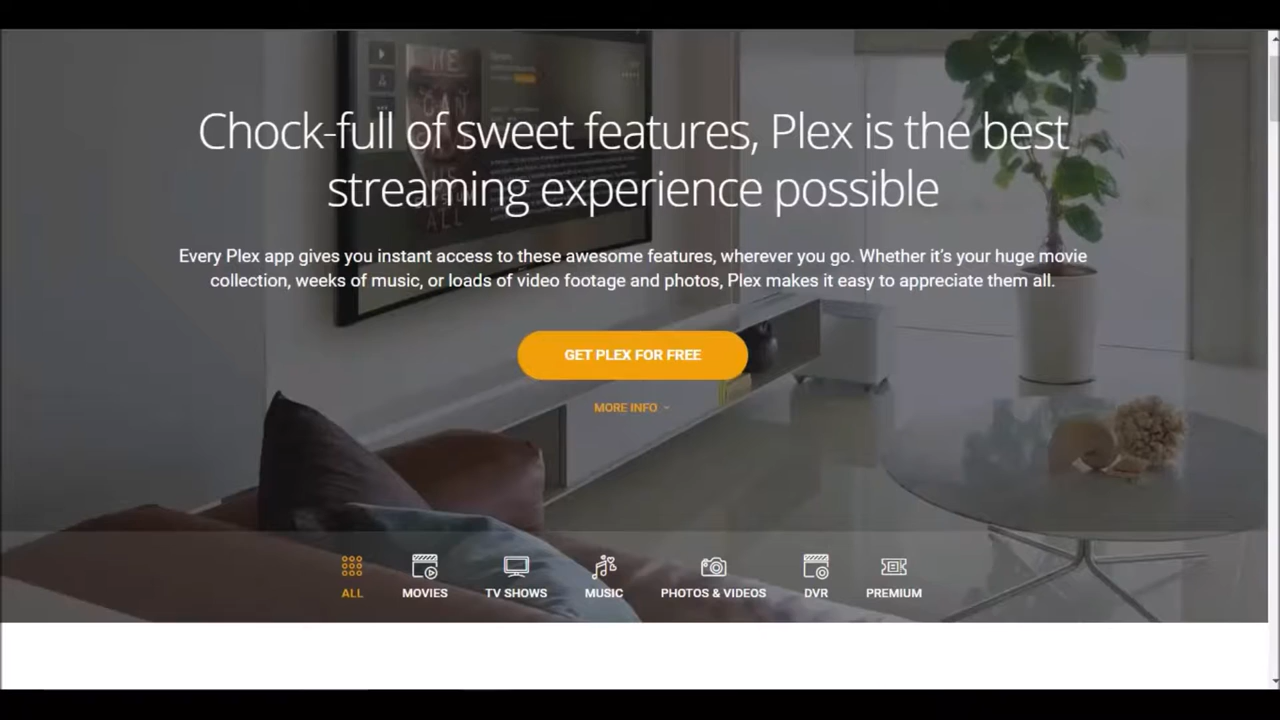 Chock-full of sweet features, Plex is the best
streaming experience possible
Every Plex app gives you instant access to these awesome features, wherever you go. Whether it's your huge movie
collection, weeks of music, or loads of video footage and photos, Plex makes it easy to appreciate them all.
GET PLEX FOR FREE
MORE INFO
ALL
MOVIES
TV SHOWS
MUSIC
PHOTOS & VIDEOS
DVR
PREMIUM